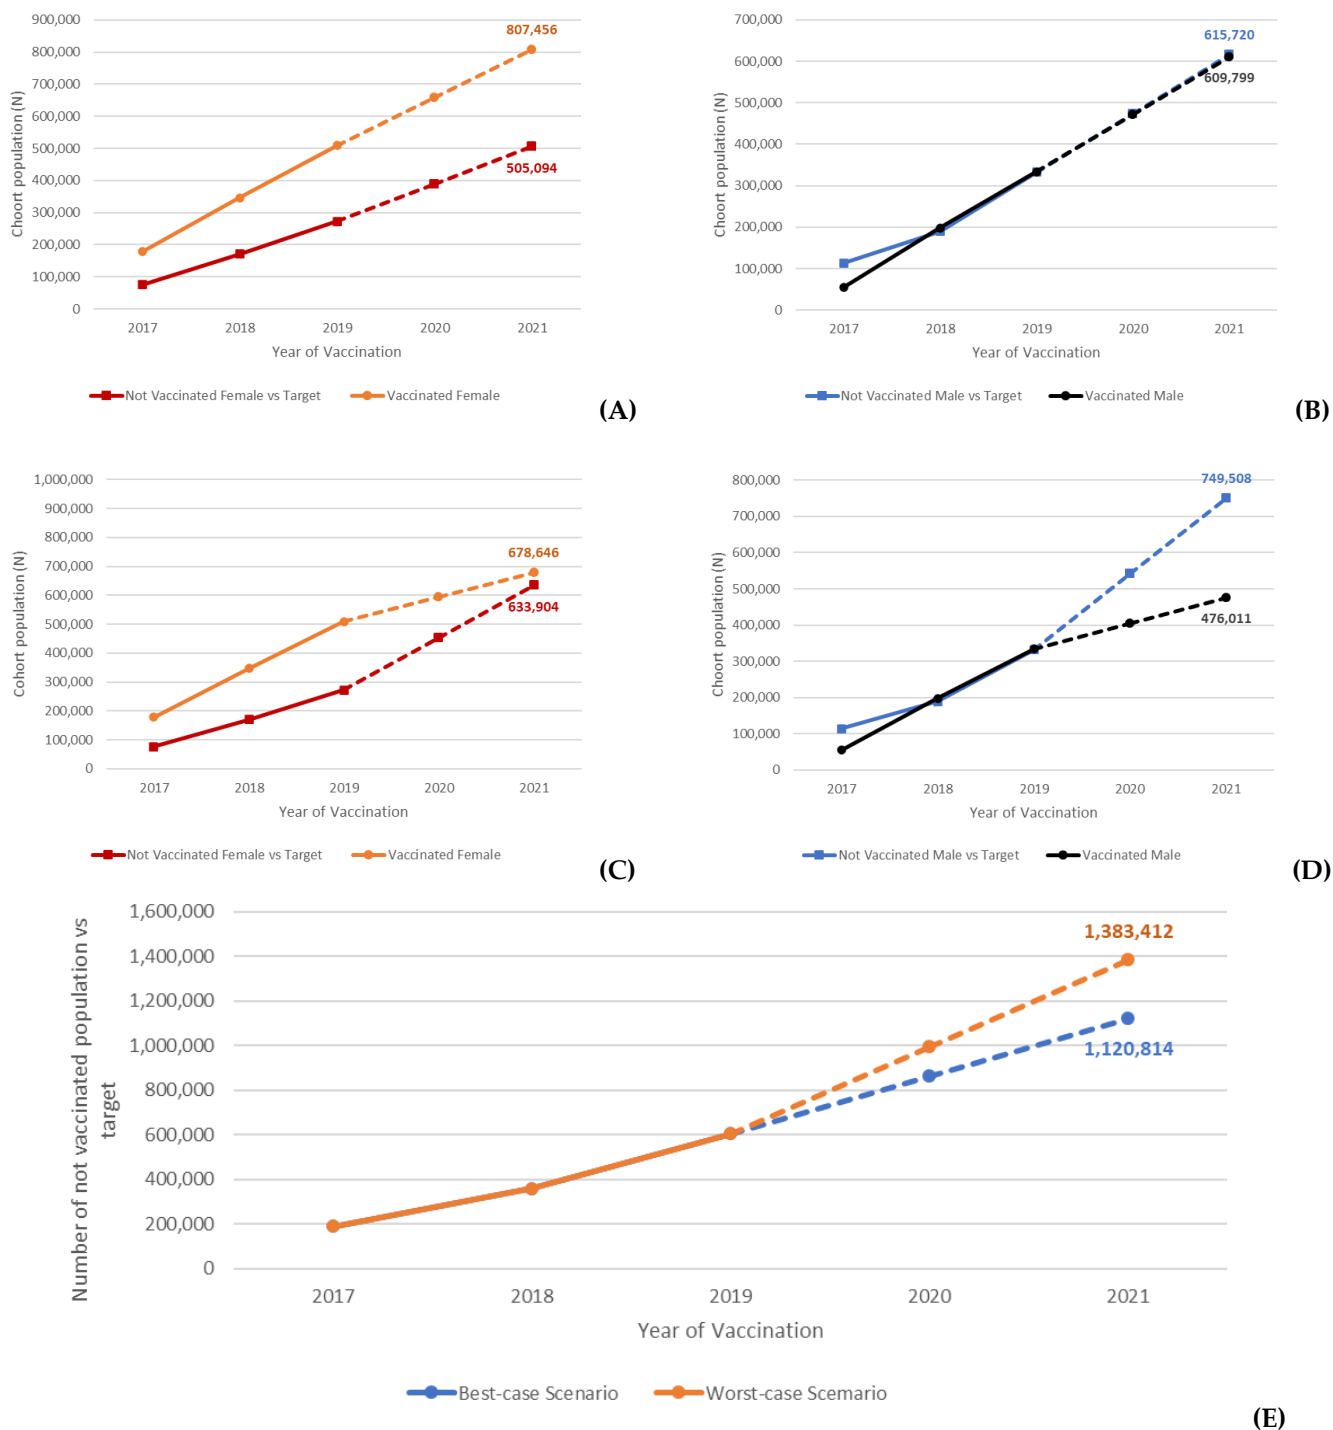 900,000
800,000
700,000
600,000
500,000
400,000
300,000
200,000
100,000
0
Choort population (N)
807,456
505,094
2017 2018 2019 2020 2021
Year of Vaccination
Not Vaccinated Female vs Target Vaccinated Female
(A)
700,000
600,000
500,000
400,000
300,000
200,000
100,000
0
Choort population (N)
615,720
609,799
2017 2018 2019 2020 2021
Year of Vaccination
Not Vaccinated Male vs Target Vaccinated Male
(B)
1,000,000
900,000
800,000
700,000
600,000
500,000
400,000
300,000
200,000
100,000
0
Cohort population (N)
678,646
633,904
2017 2018 2019 2020 2021
Year of Vaccination
Not Vaccinated Female vs Target Vaccinated Female
(C)
800,000
700,000
600,000
500,000
400,000
300,000
200,000
100,000
0
Choort population (N)
749,508
476,011
2017 2018 2019 2020 2021
Year of Vaccination
Not Vaccinated Male vs Target Vaccinated Male
(D)
1,600,000
1,400,000
1,200,000
1,000,000
800,000
600,000
400,000
200,000
0
Number of not vaccinated population vs
target
1,383,412
1,120,814
2017 2018 2019 2020 2021
Year of Vaccination
Best-case Scenario Worst-case Scemario
(E)